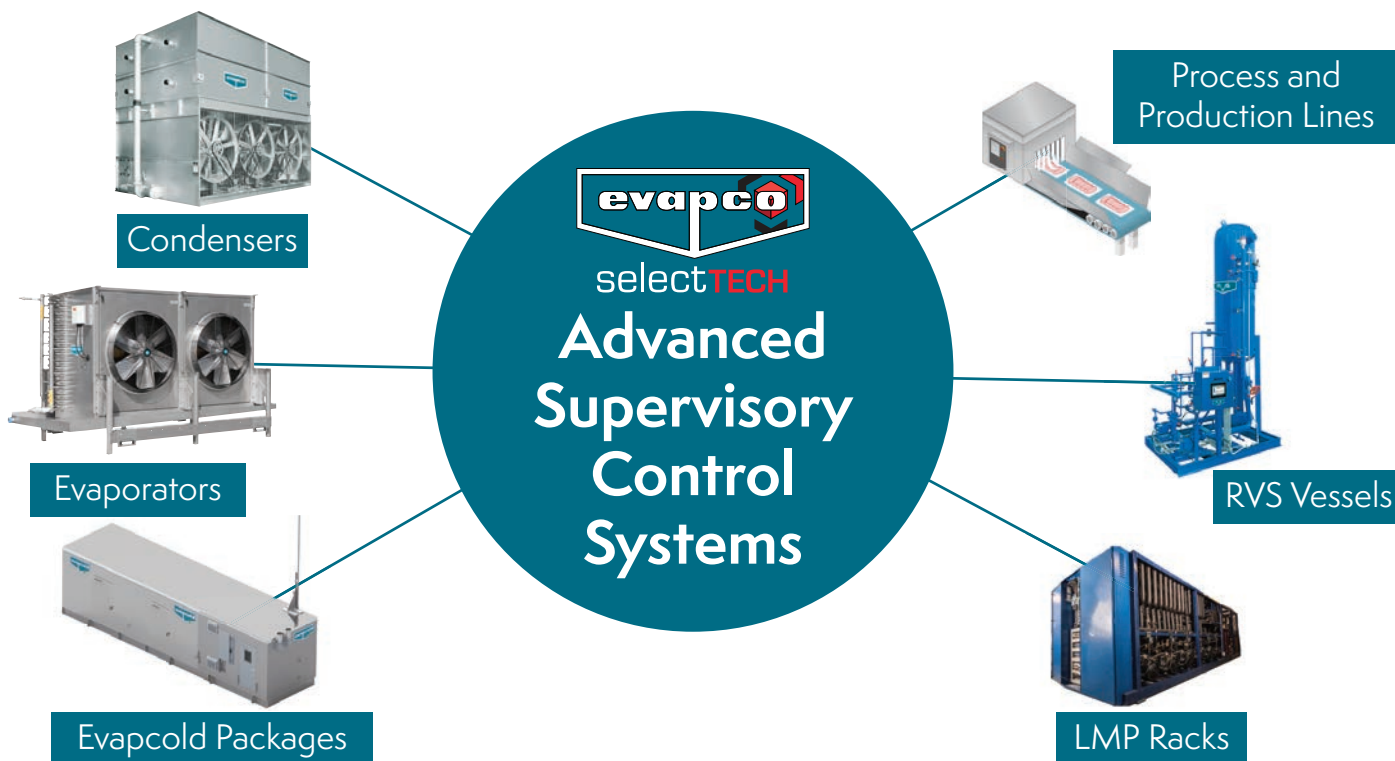 Condensers
Evaporators
Evapcold Packages
evapco
selectTECH
Advanced
Supervisory
Control
Systems
Process and
Production Lines
RVS Vessels
LMP Racks